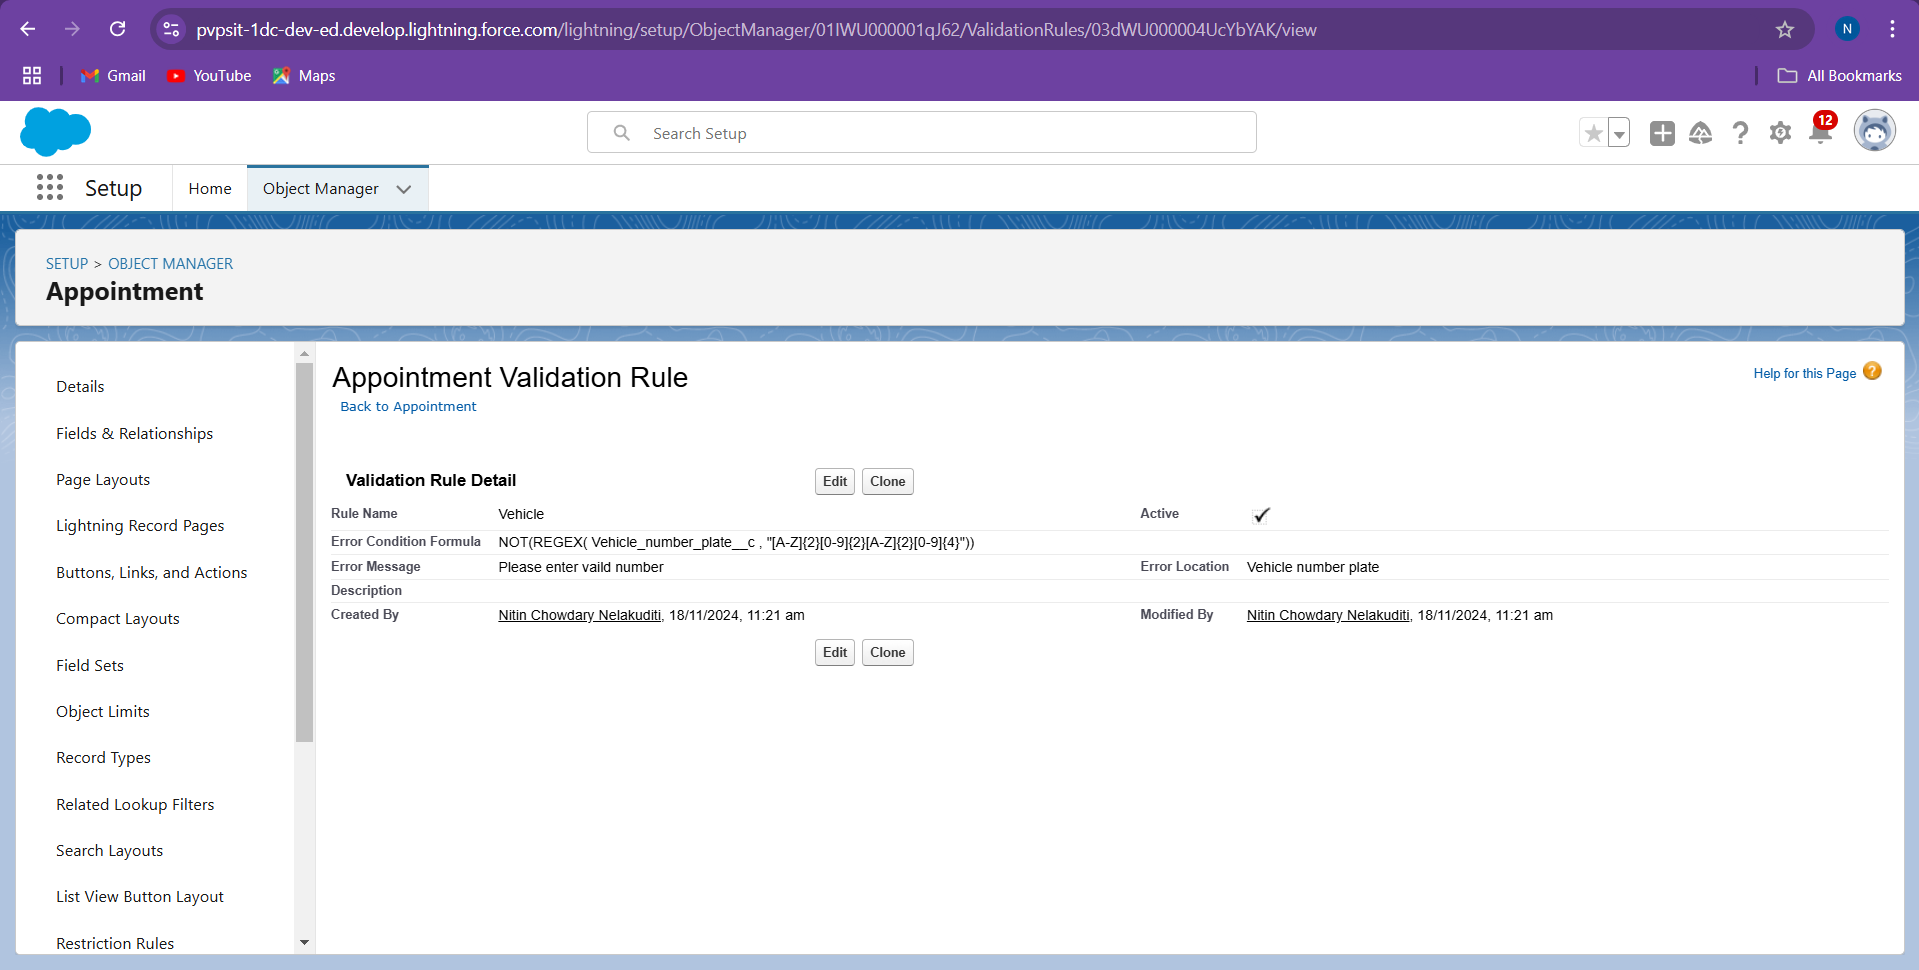 pvpsit-1dc-dev-ed.develop.lightning.force.com/lightning/setup/ObjectManager/01IWU000001qJ62/ValidationRules/03dWU000004UcYbYAK/view
N
Gmail YouTube Maps All Bookmarks
Search Setup
12
Setup Home Object Manager
SETUP > OBJECT MANAGER
Appointment
Details
Fields & Relationships
Page Layouts
Lightning Record Pages
Buttons, Links, and Actions
Compact Layouts
Field Sets
Object Limits
Record Types
Related Lookup Filters
Search Layouts
List View Button Layout
Restriction Rules
Appointment Validation Rule
Help for this Page ?
Back to Appointment
Validation Rule Detail Edit Clone
Rule Name Vehicle Active
Error Condition Formula NOT(REGEX( Vehicle_number_plate__c , "[A-Z]{2}[0-9]{2}[A-Z]{2}[0-9]{4}"))
Error Message Please enter vaild number Error Location Vehicle number plate
Description
Created By Nitin Chowdary Nelakuditi, 18/11/2024, 11:21 am Modified By Nitin Chowdary Nelakuditi, 18/11/2024, 11:21 am
Edit Clone